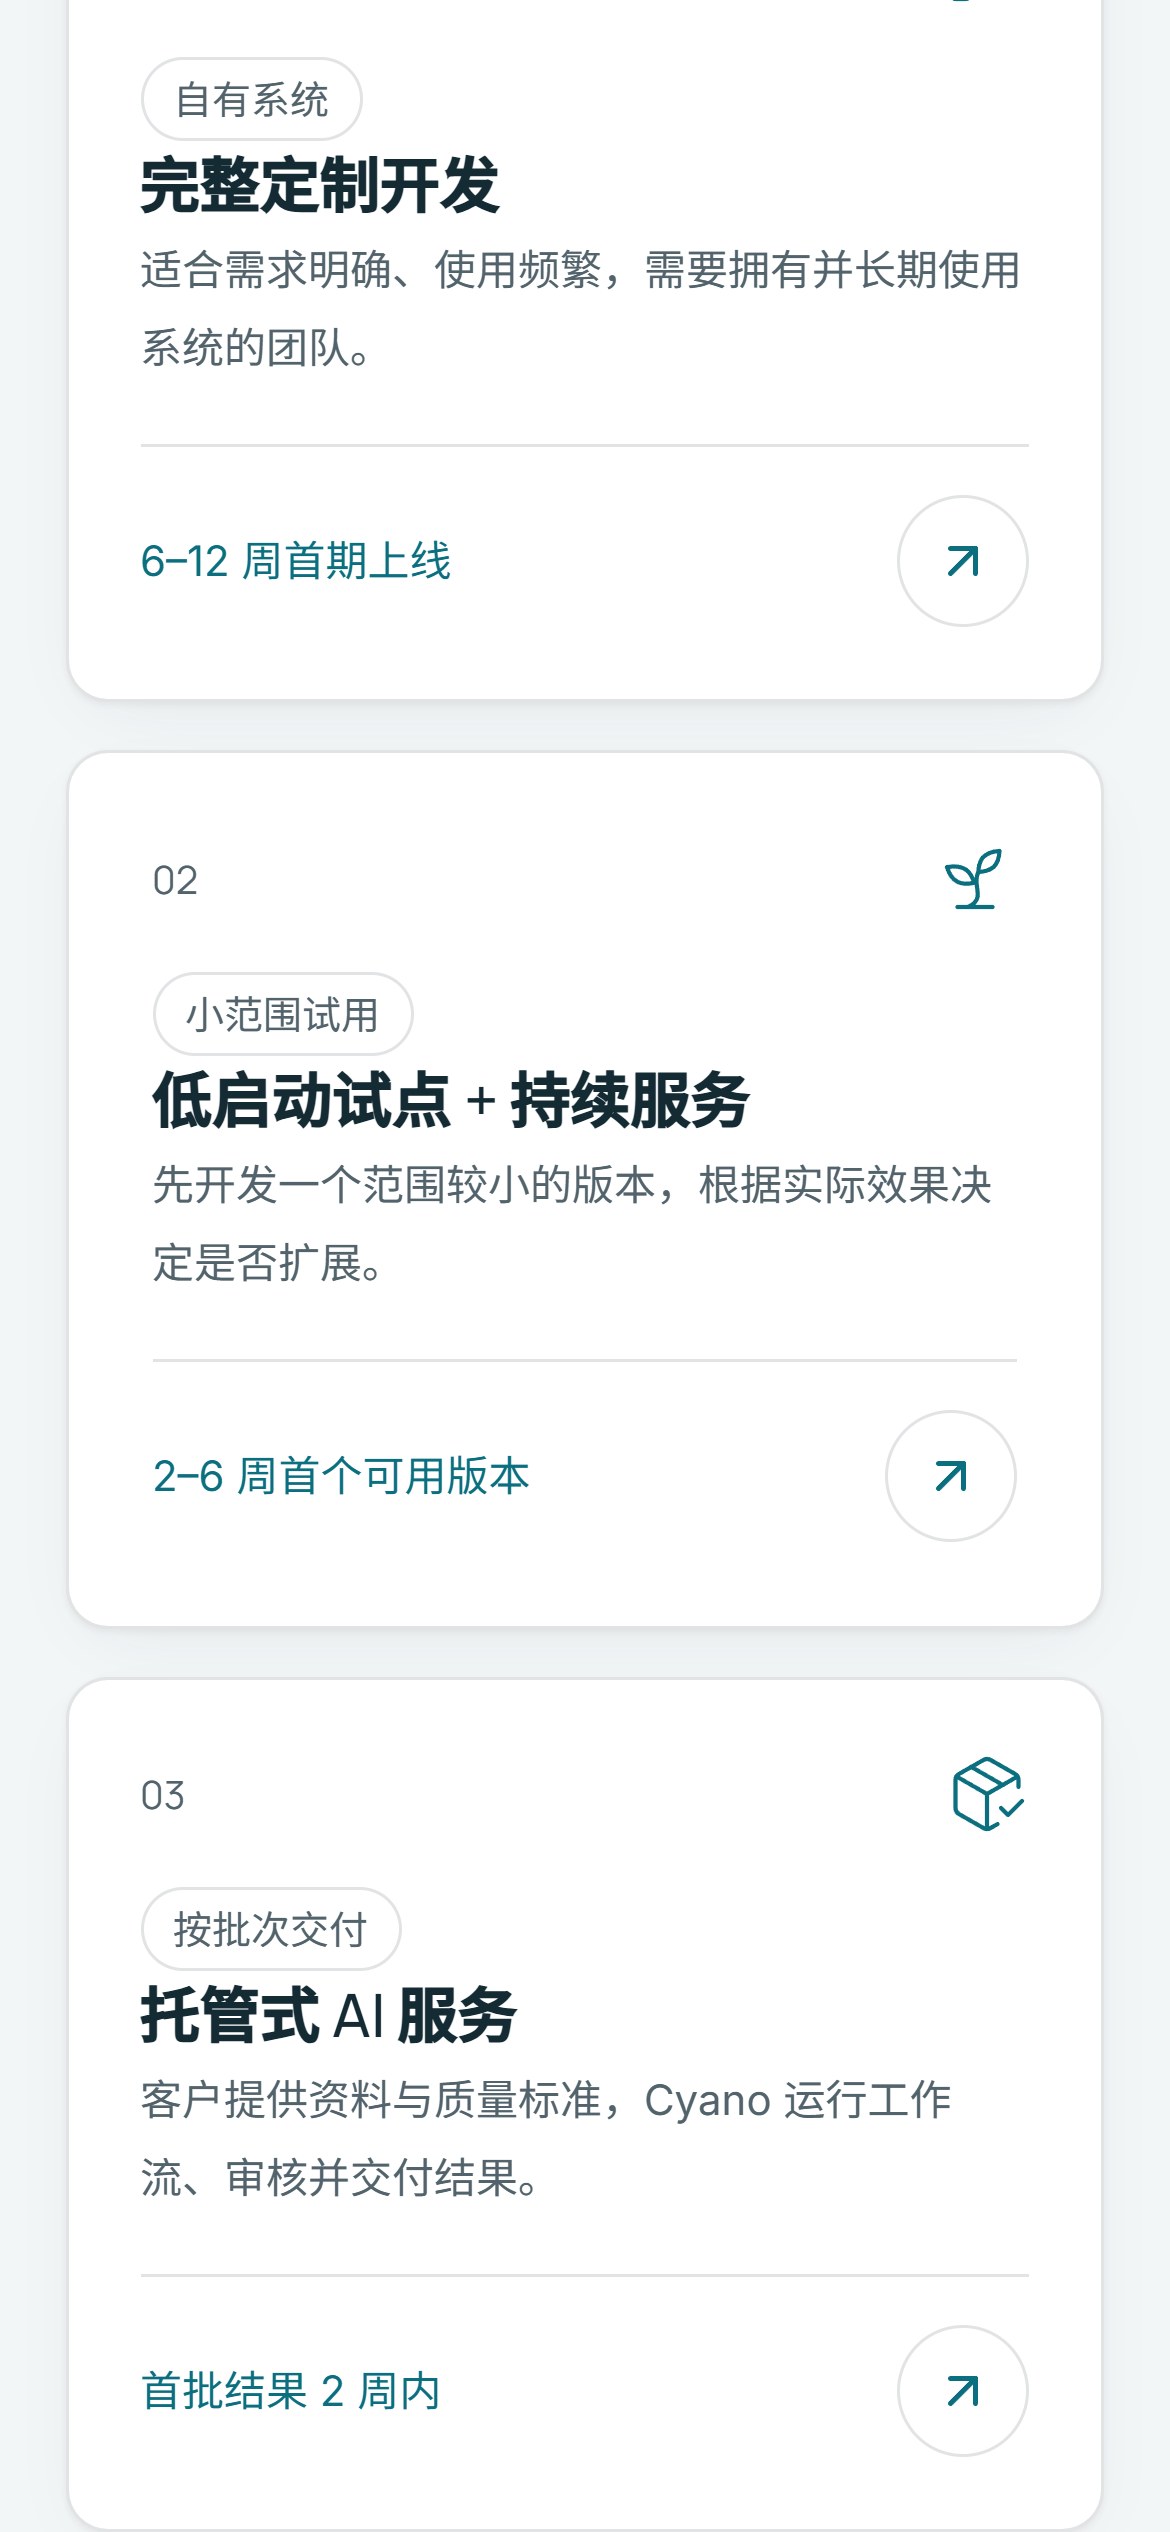 自有系统
完整定制开发
适合需求明确、使用频繁，需要拥有并长期使用
系统的团队。
6–12 周首期上线
02
小范围试用
低启动试点 + 持续服务
先开发一个范围较小的版本，根据实际效果决
定是否扩展。
2–6 周首个可用版本
03
按批次交付
托管式 AI 服务
客户提供资料与质量标准，Cyano 运行工作
流、审核并交付结果。
首批结果 2 周内